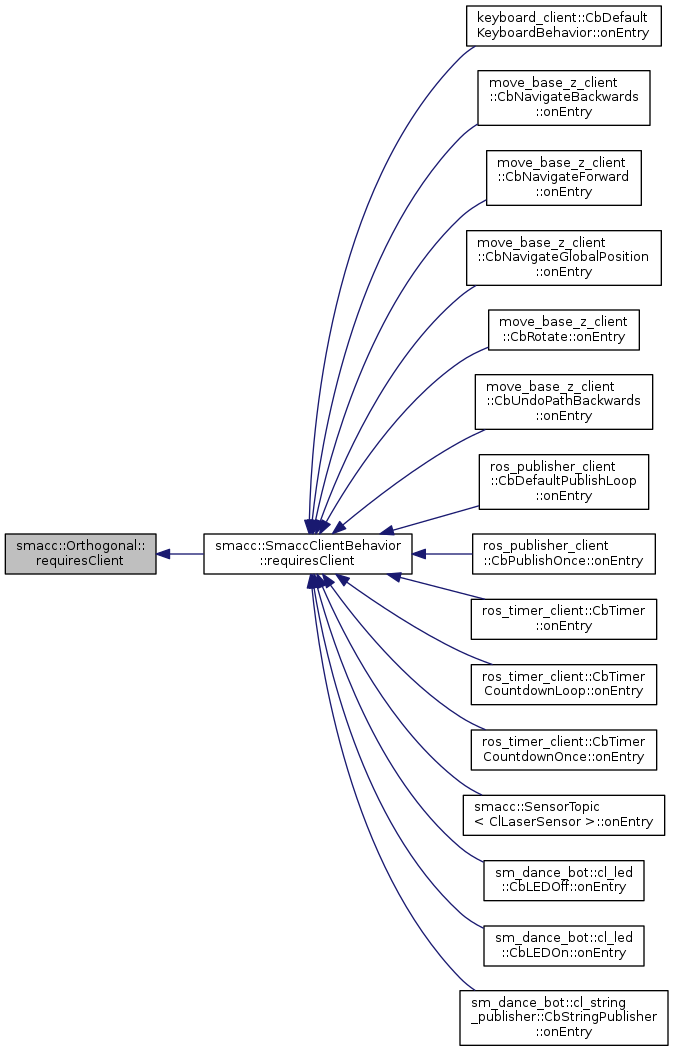 keyboard_client::CbDefault
KeyboardBehavior::onEntry
move_base_z_client
::CbNavigateBackwards
::onEntry
move_base_z_client
::CbNavigateForward
::onEntry
move_base_z_client
::CbNavigateGlobalPosition
::onEntry
move_base_z_client
::CbRotate::onEntry
move_base_z_client
::CbUndoPathBackwards
::onEntry
ros_publisher_client
::CbDefaultPublishLoop
::onEntry
smacc::Orthogonal::
requiresClient
smacc::SmaccClientBehavior
::requiresClient
ros_publisher_client
::CbPublishOnce::onEntry
ros_timer_client::CbTimer
::onEntry
ros_timer_client::CbTimer
CountdownLoop::onEntry
ros_timer_client::CbTimer
CountdownOnce::onEntry
smacc::SensorTopic
< ClLaserSensor >::onEntry
sm_dance_bot::cl_led
::CbLEDOff::onEntry
sm_dance_bot::cl_led
::CbLEDOn::onEntry
sm_dance_bot::cl_string
_publisher::CbStringPublisher
::onEntry